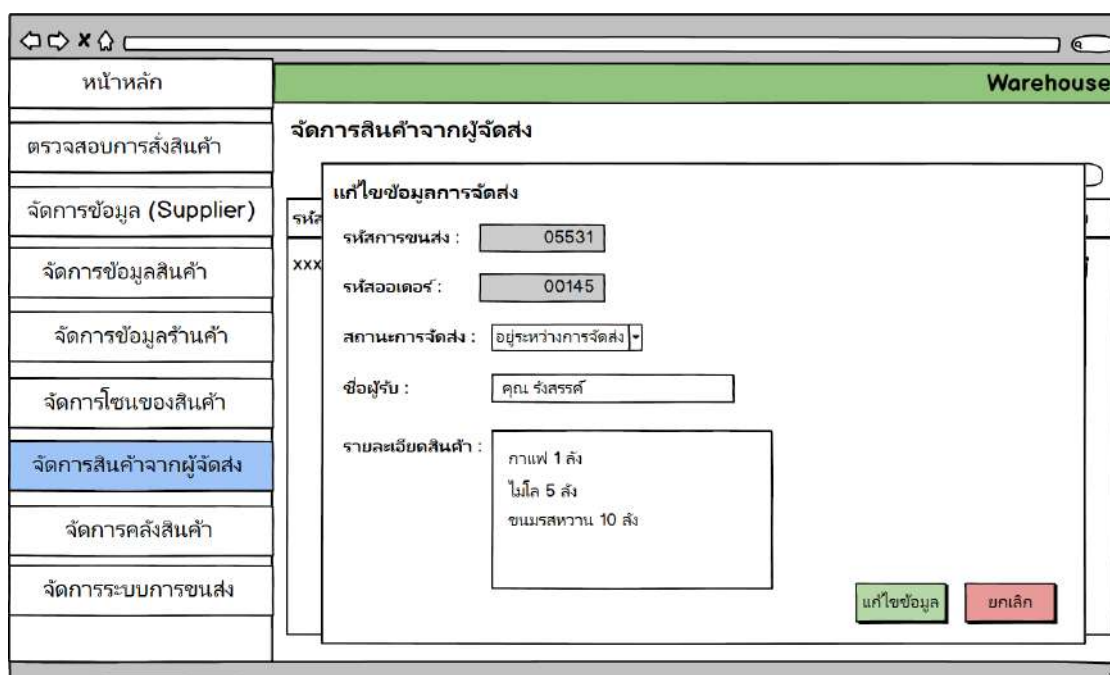 หน้าหลัก
Warehouse
ตรวจสอบการสั่งสินค้า
จัดการข้อมูล (Supplier)
จัดการข้อมูลสินค้า
จัดการข้อมูลร้านค้า
จัดการโซนของสินค้า
จัดการสินค้าจากผู้จัดส่ง
จัดการคลังสินค้า
จัดการระบบการขนส่ง
จัดการสินค้าจากผู้จัดส่ง
รหัส
xxx
แก้ไขข้อมูลการจัดส่ง
รหัสการขนส่ง : 05531
รหัสออเดอร์ : 00145
สถานะการจัดส่ง : อยู่ระหว่างการจัดส่ง
ชื่อผู้รับ : คุณ รังสรรค์
รายละเอียดสินค้า :
กาแฟ 1 ลัง
ไมโล 5 ลัง
ขนมรสหวาน 10 ลัง
แก้ไขข้อมูล ยกเลิก